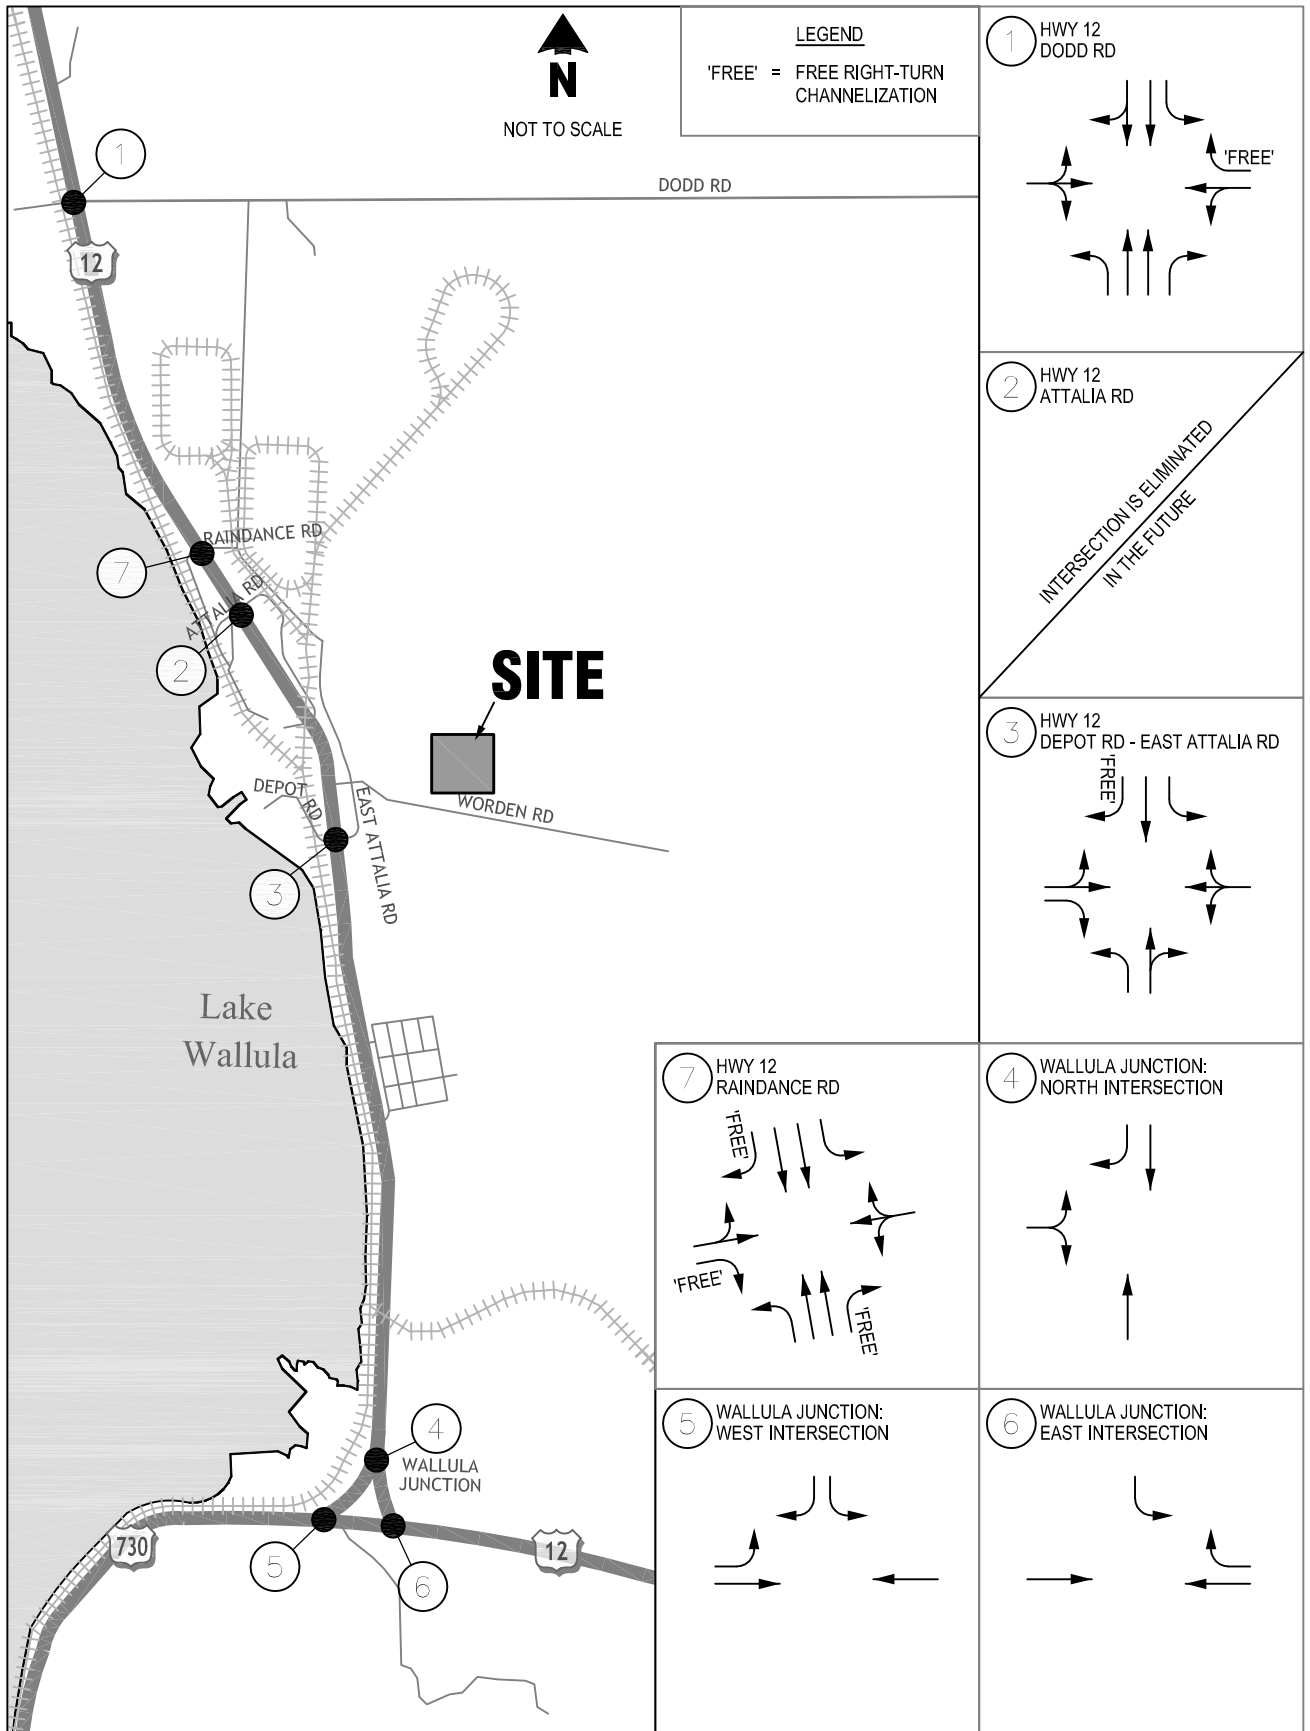 N
NOT TO SCALE
LEGEND
'FREE' = FREE RIGHT-TURN
CHANNELIZATION
1
DODD RD
12
RAINDANCE RD
7
ATTALIA RD
2
SITE
DEPOT RD
EAST ATTALIA RD
WORDEN RD
3
Lake
Wallula
4
WALLULA
JUNCTION
730
5
6
12
1
HWY 12
DODD RD
'FREE'
2
HWY 12
ATTALIA RD
INTERSECTION IS ELIMINATED
IN THE FUTURE
3
HWY 12
DEPOT RD - EAST ATTALIA RD
'FREE'
7
HWY 12
RAINDANCE RD
'FREE'
'FREE'
'FREE'
4
WALLULA JUNCTION:
NORTH INTERSECTION
5
WALLULA JUNCTION:
WEST INTERSECTION
6
WALLULA JUNCTION:
EAST INTERSECTION